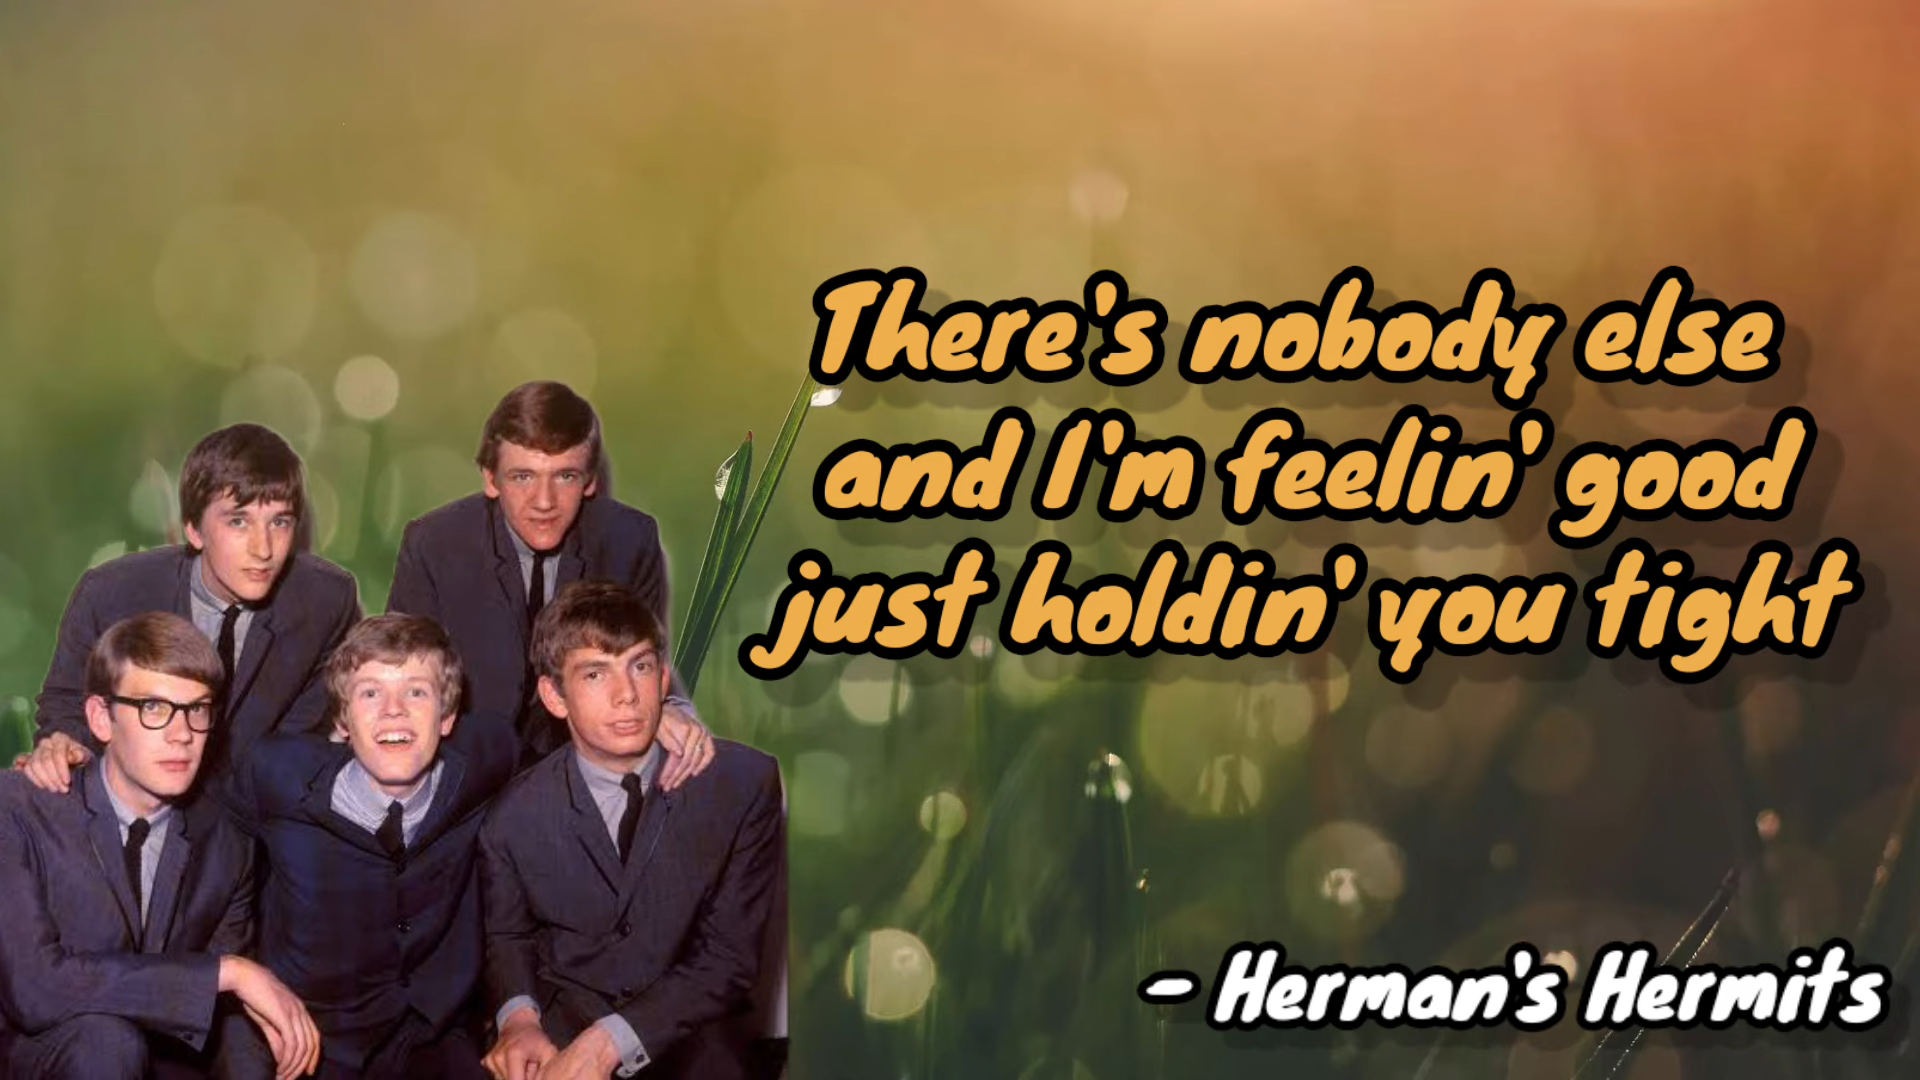 There's nobody else
and I'm feelin' good
just holdin' you tight
- Herman's Hermits